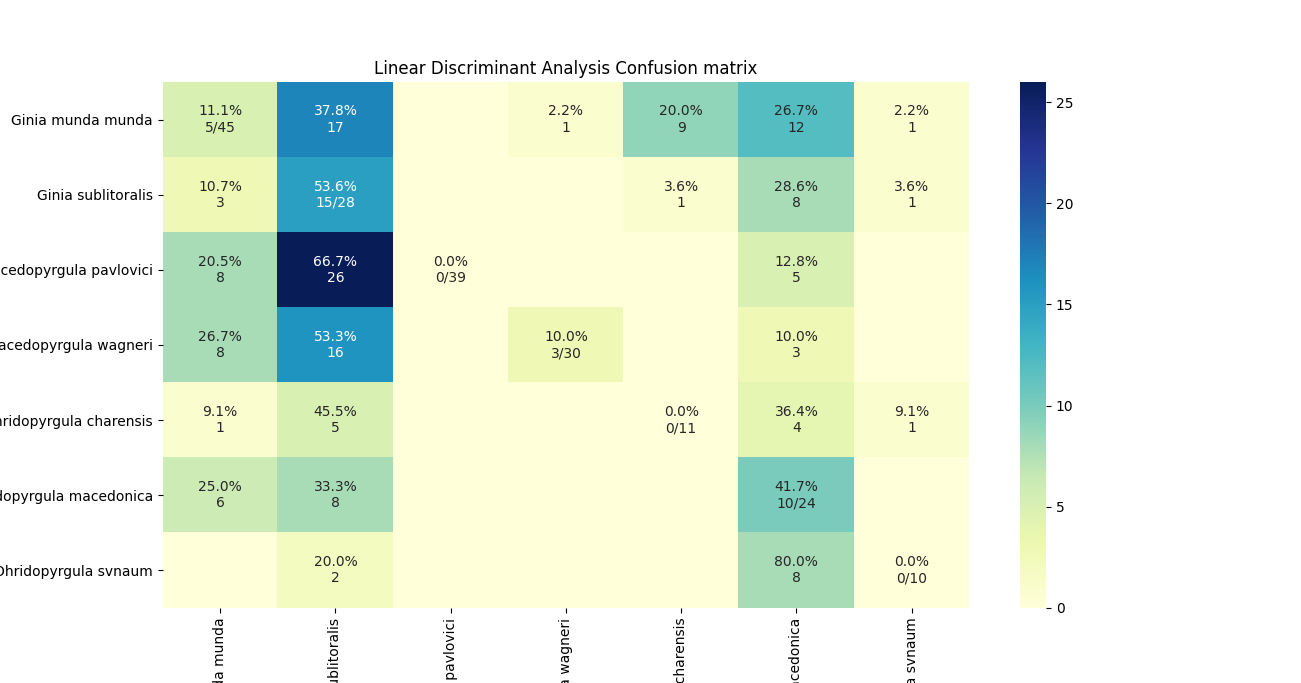 Linear Discriminant Analysis Confusion matrix
Ginia munda munda
11.1% 37.8% 2.2% 20.0% 26.7% 2.2%
5/45 17 1 9 12 1
Ginia sublitoralis
10.7% 53.6% 3.6% 28.6% 3.6%
3 15/28 1 8 1
cedopyrgula pavlovici
20.5% 66.7% 0.0% 12.8%
8 26 0/39 5
acedopyrgula wagneri
26.7% 53.3% 10.0% 10.0%
8 16 3/30 3
hridopyrgula charensis
9.1% 45.5% 0.0% 36.4% 9.1%
1 5 0/11 4 1
dopyrgula macedonica
25.0% 33.3% 41.7%
6 8 10/24
Ohridopyrgula svnaum
20.0% 80.0% 0.0%
2 8 0/10
da munda
ublitoralis
pavlovici
a wagneri
charensis
acedonica
a svnaum
25
20
15
10
5
0